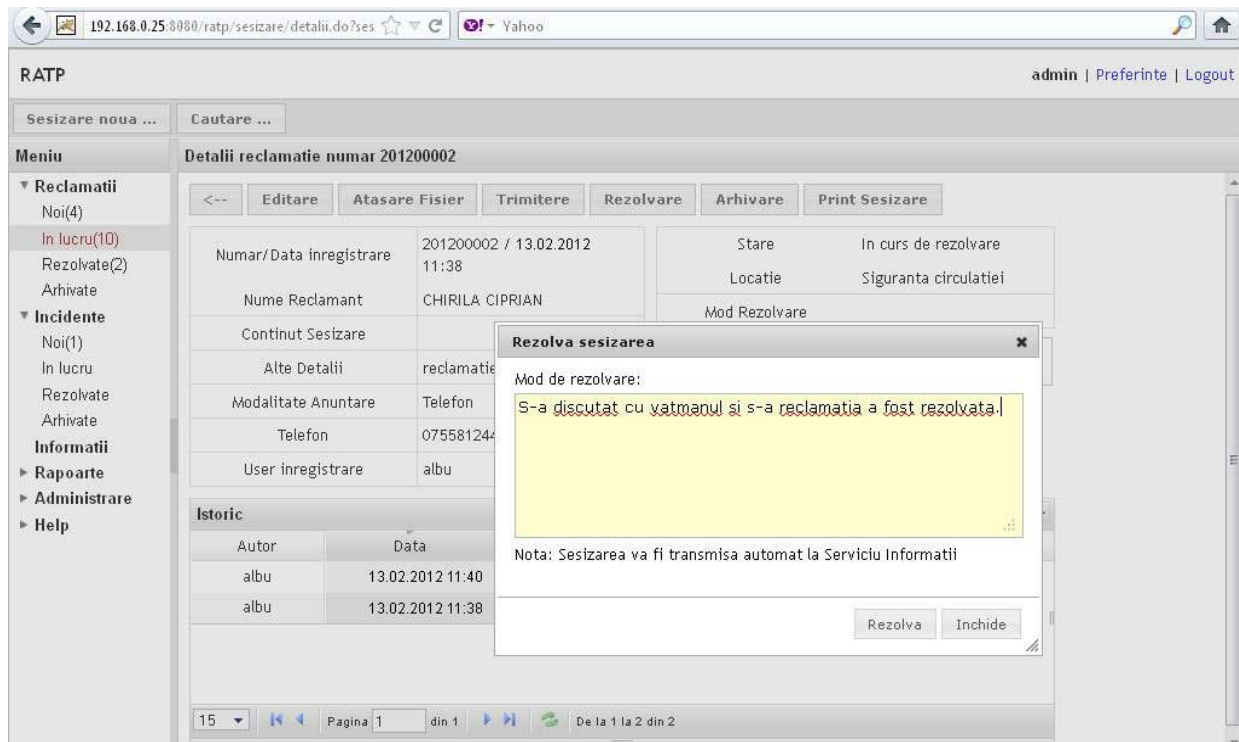 192.168.0.25:8080/ratp/sesizare/detalii.do?ses
Yahoo
RATP
admin | Preferinte | Logout
Sesizare noua ...
Cautare ...
Meniu
Detalii reclamatie numar 201200002
Reclamatii
Noi(4)
In lucru(10)
Rezolvate(2)
Arhivate
Incidente
Noi(1)
In lucru
Rezolvate
Arhivate
Informatii
Rapoarte
Administrare
Help
<-- Editare Atasare Fisier Trimitere Rezolvare Arhivare Print Sesizare
Numar/Data inregistrare 201200002 / 13.02.2012 11:38
Nume Reclamant CHIRILA CIPRIAN
Continut Sesizare
Alte Detalii reclamatie
Modalitate Anuntare Telefon
Telefon 075581244
User inregistrare albu
Stare In curs de rezolvare
Locatie Siguranta circulatiei
Mod Rezolvare
Rezolva sesizarea
Mod de rezolvare:
S-a discutat cu vatmanul si s-a reclamatia a fost rezolvata.
Nota: Sesizarea va fi transmisa automat la Serviciu Informatii
Rezolva Inchide
Istoric
Autor Data
albu 13.02.2012 11:40
albu 13.02.2012 11:38
15 Pagina 1 din 1 De la 1 la 2 din 2